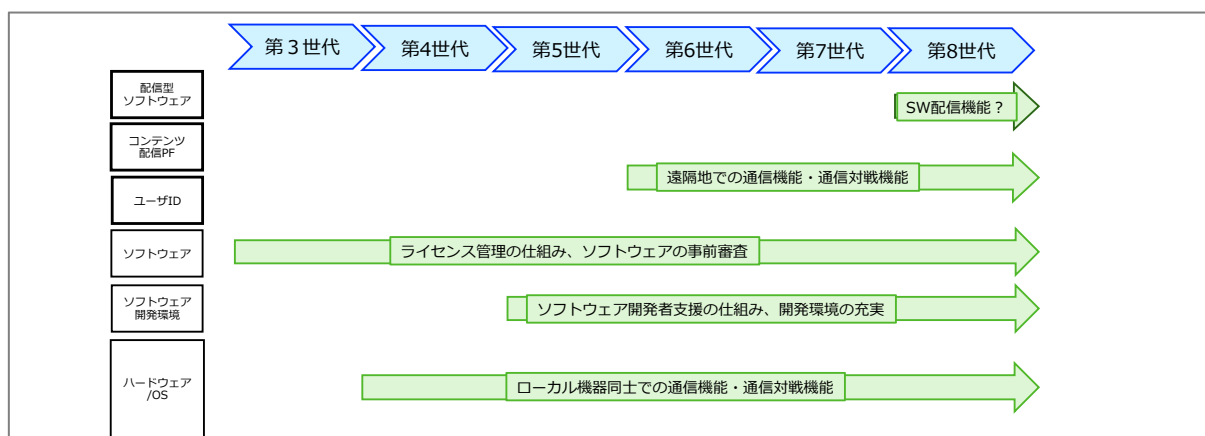 第３世代
第4世代
第5世代
第6世代
第7世代
第8世代
配信型
ソフトウェア
SW配信機能？
コンテンツ
配信PF
遠隔地での通信機能・通信対戦機能
ユーザID
ソフトウェア
ライセンス管理の仕組み、ソフトウェアの事前審査
ソフトウェア
開発環境
ソフトウェア開発者支援の仕組み、開発環境の充実
ハードウェア
/OS
ローカル機器同士での通信機能・通信対戦機能